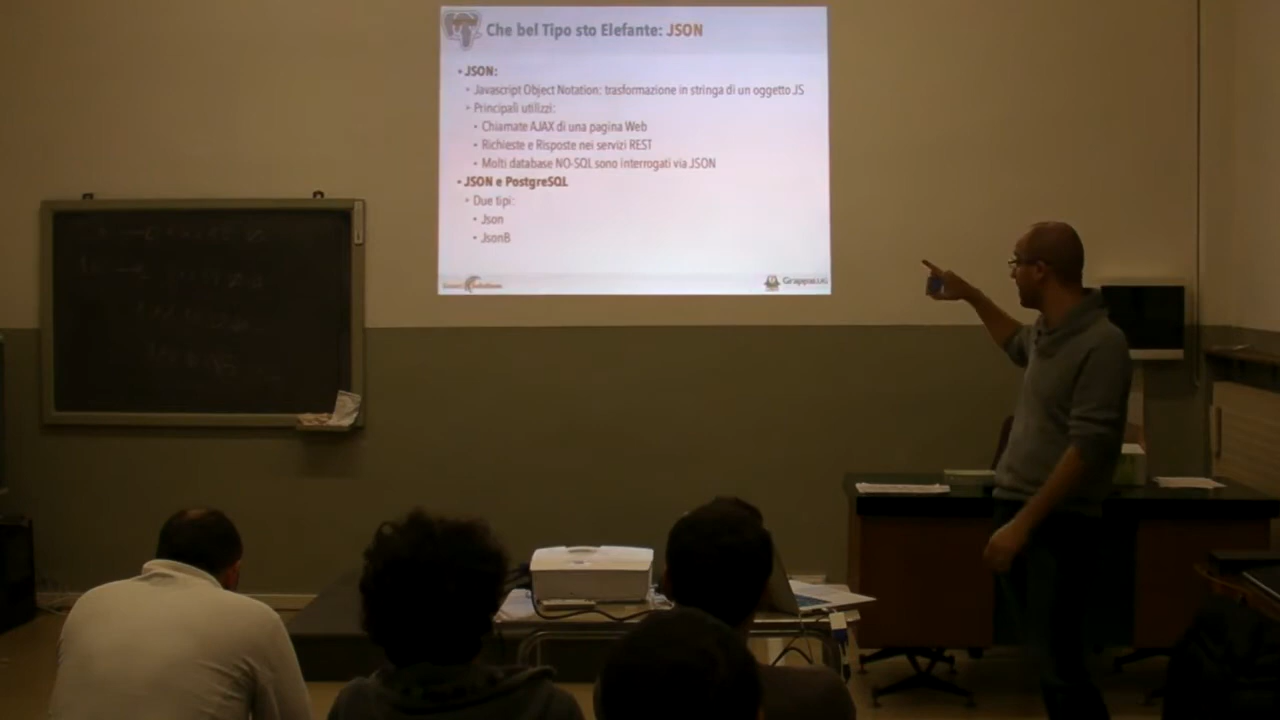 Che bel Tipo sto Elefante: JSON
• JSON:
• Javascript Object Notation: trasformazione in stringa di un oggetto JS
• Principali utilizzi:
• Chiamate AJAX di una pagina Web
• Richieste e Risposte nei servizi REST
• Molti database NO-SQL sono interrogati via JSON
• JSON e PostgreSQL
• Due tipi:
• Json
• JsonB
GrappaLUG